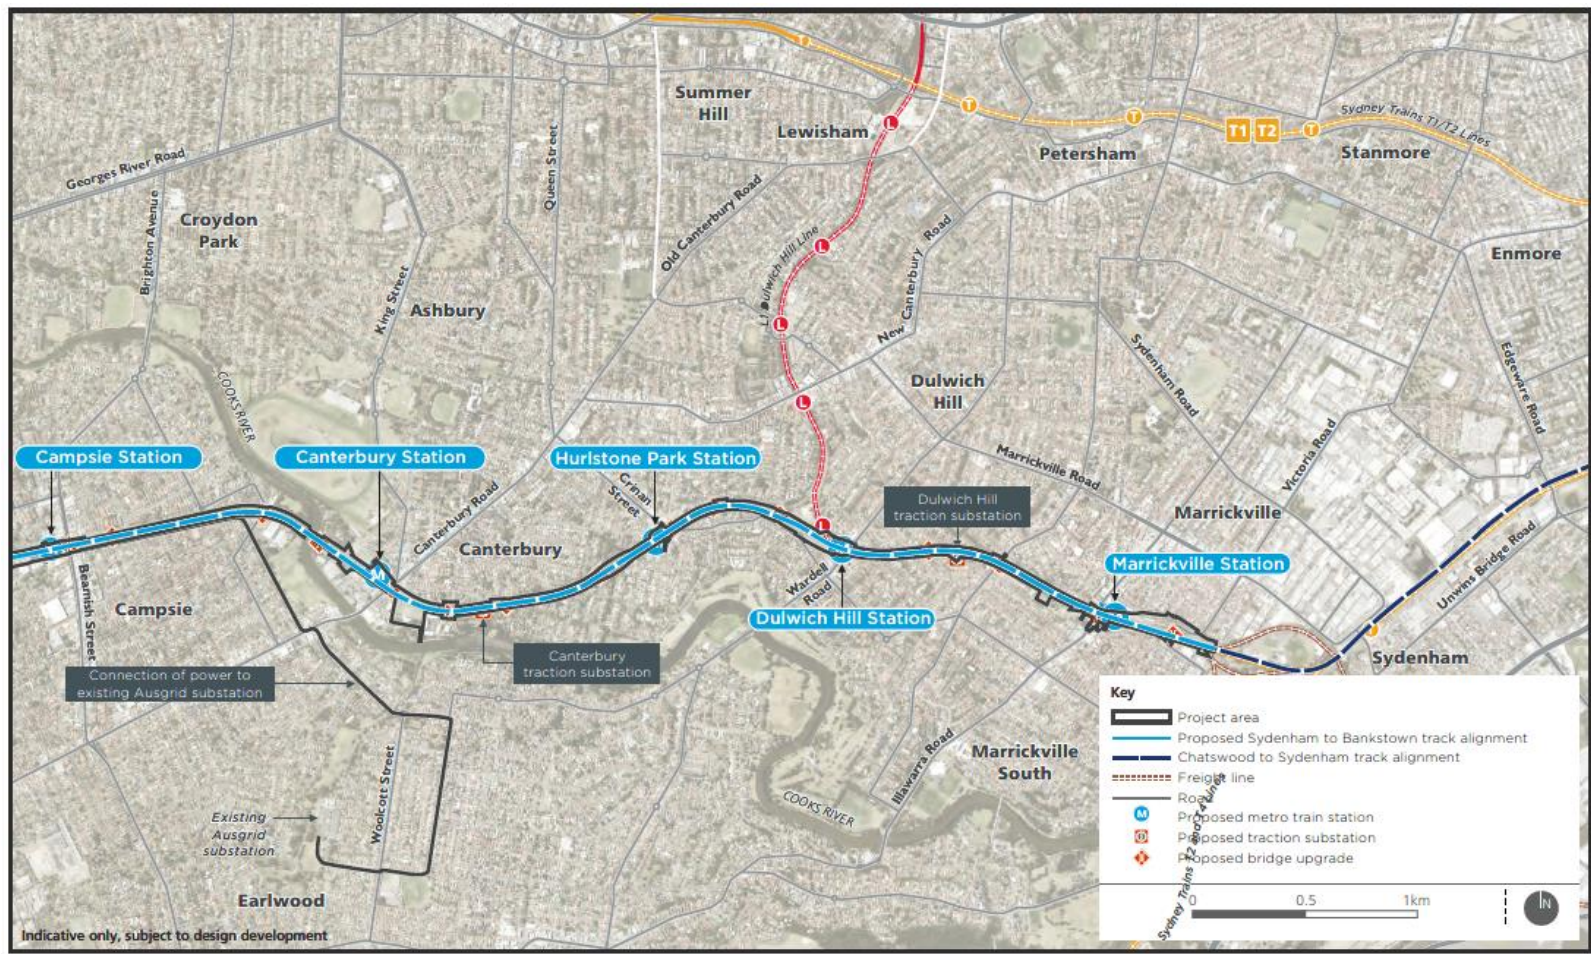 Summer
Hill
Lewisham
Petersham
T1 T2
Sydney Trains T1/T2 Lines
Stanmore
Georges River Road
Brighton Avenue
Croydon
Park
Queen Street
Old Canterbury Road
King Street
Ashbury
L1 Dulwich Hill Line
New Canterbury Road
Enmore
COOKS RIVER
Dulwich
Hill
Sydenham Road
Edgeware Road
Campsie Station
Canterbury Station
Hurlstone Park Station
Crinan
Street
Canterbury Road
Canterbury
Marrickville Road
Victoria Road
Dulwich Hill
traction substation
Marrickville
Marrickville Station
Unwins Bridge Road
Beamish Street
Campsie
Wardell
Road
Dulwich Hill Station
Sydenham
Connection of power to
existing Ausgrid substation
Canterbury
traction substation
Woolcott Street
Existing
Ausgrid
substation
Earlwood
Illawarra Road
Marrickville
South
COOKS RIVER
Key
Project area
Proposed Sydenham to Bankstown track alignment
Chatswood to Sydenham track alignment
Freight line
Road
Proposed metro train station
Proposed traction substation
Proposed bridge upgrade
Sydney Trains T2 and T4 Lines
0 0.5 1km
N
Indicative only, subject to design development